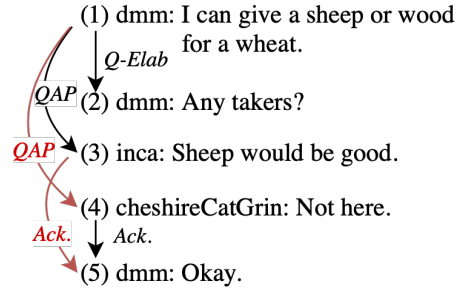 (1) dmm: I can give a sheep or wood
for a wheat.
Q-Elab
QAP
(2) dmm: Any takers?
QAP
(3) inca: Sheep would be good.
(4) cheshireCatGrin: Not here.
Ack.
Ack.
(5) dmm: Okay.